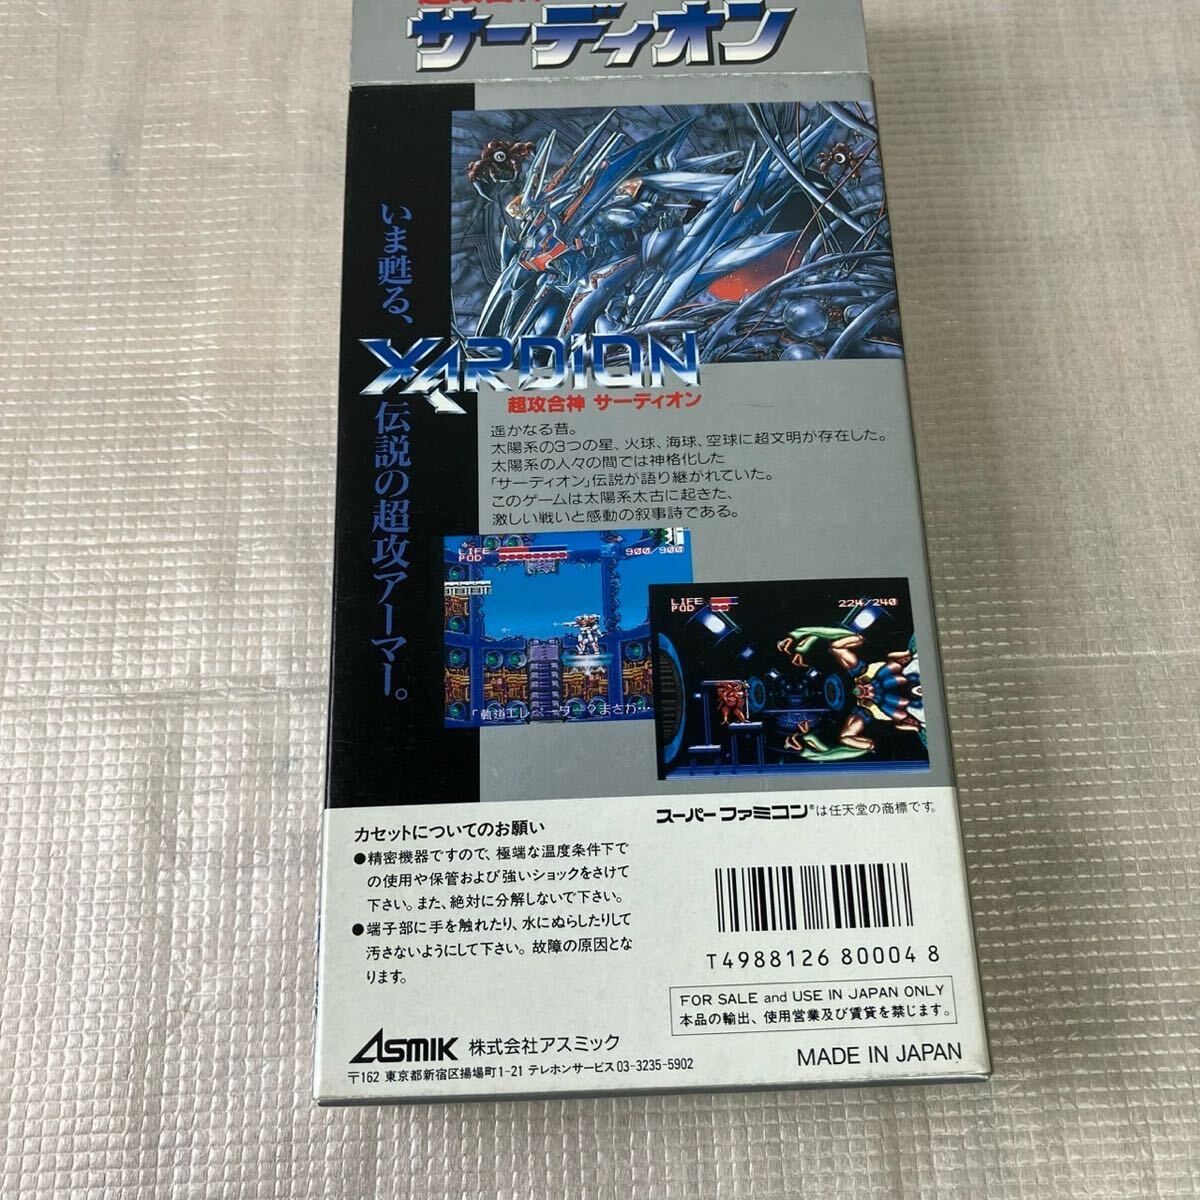 サーディオン
いま甦る、伝説の超攻アーマー。
XARDION
超攻合神 サーディオン
遥かなる昔。
太陽系の3つの星、火球、海球、空球に超文明が存在した。
太陽系の人々の間では神格化した
「サーディオン」伝説が語り継がれていた。
このゲームは太陽系太古に起きた、
激しい戦いと感動の叙事詩である。
LIFE
POD
900/900
「軌道エレベーター？まさか…
LIFE
POD
224/240
スーパーファミコン®は任天堂の商標です。
カセットについてのお願い
●精密機器ですので、極端な温度条件下で
の使用や保管および強いショックをさけて
下さい。また、絶対に分解しないで下さい。
●端子部に手を触れたり、水にぬらしたりして
汚さないようにして下さい。故障の原因とな
ります。
T4988126 80004 8
FOR SALE and USE IN JAPAN ONLY
本品の輸出、使用営業及び賃貸を禁じます。
ASMIK 株式会社アスミック
〒162 東京都新宿区揚場町1-21 テレホンサービス 03-3235-5902
MADE IN JAPAN